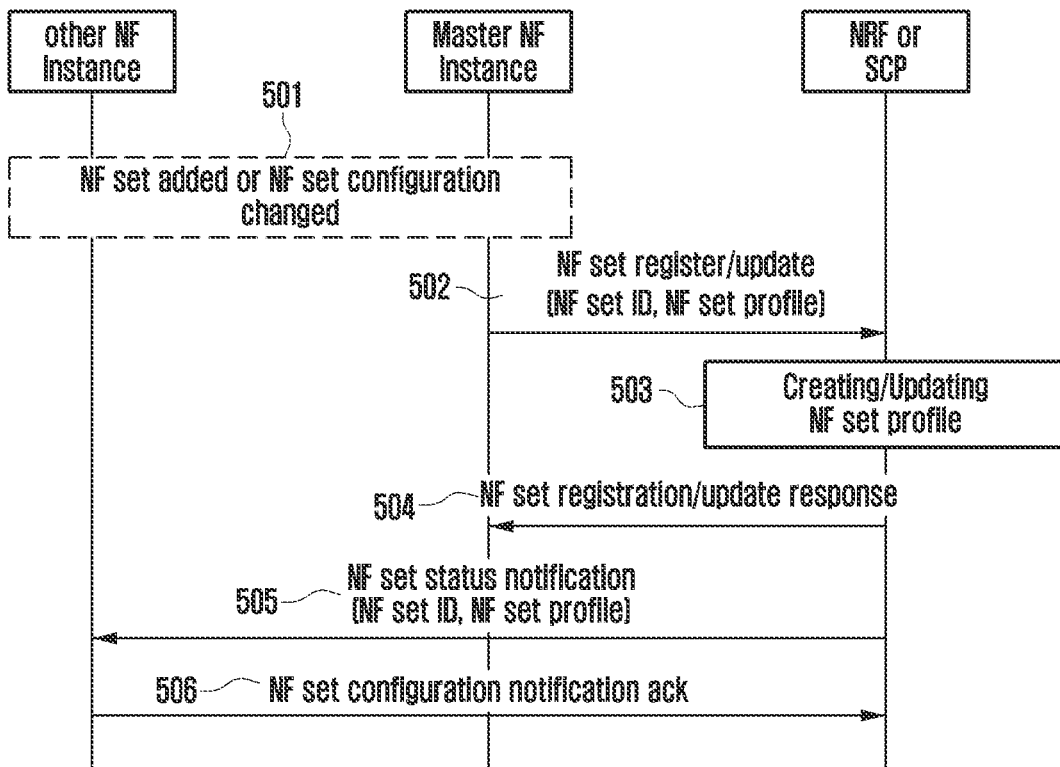 other NF
Instance
Master NF
Instance
NRF or
SCP
501
NF set added or NF set configuration
changed
NF set register/update
502
(NF set ID, NF set profile)
503
Creating/Updating
NF set profile
504
NF set registration/update response
NF set status notification
505
(NF set ID, NF set profile)
506
NF set configuration notification ack